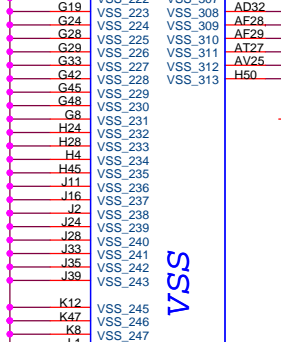 VSS_222 VSS_307
G19 VSS_223 VSS_308 AD32
G24 VSS_224 VSS_309 AF28
G28 VSS_225 VSS_310 AF29
G29 VSS_226 VSS_311 AT27
G33 VSS_227 VSS_312 AV25
G42 VSS_228 VSS_313 H50
G45 VSS_229
G48 VSS_230
G8 VSS_231
H24 VSS_232
H28 VSS_233
H4 VSS_234
H45 VSS_235
J11 VSS_236
J16 VSS_237
J2 VSS_238
J24 VSS_239
J28 VSS_240
J33 VSS_241
J35 VSS_242
J39 VSS_243
VSS
K12 VSS_245
K47 VSS_246
K8 VSS_247
L1